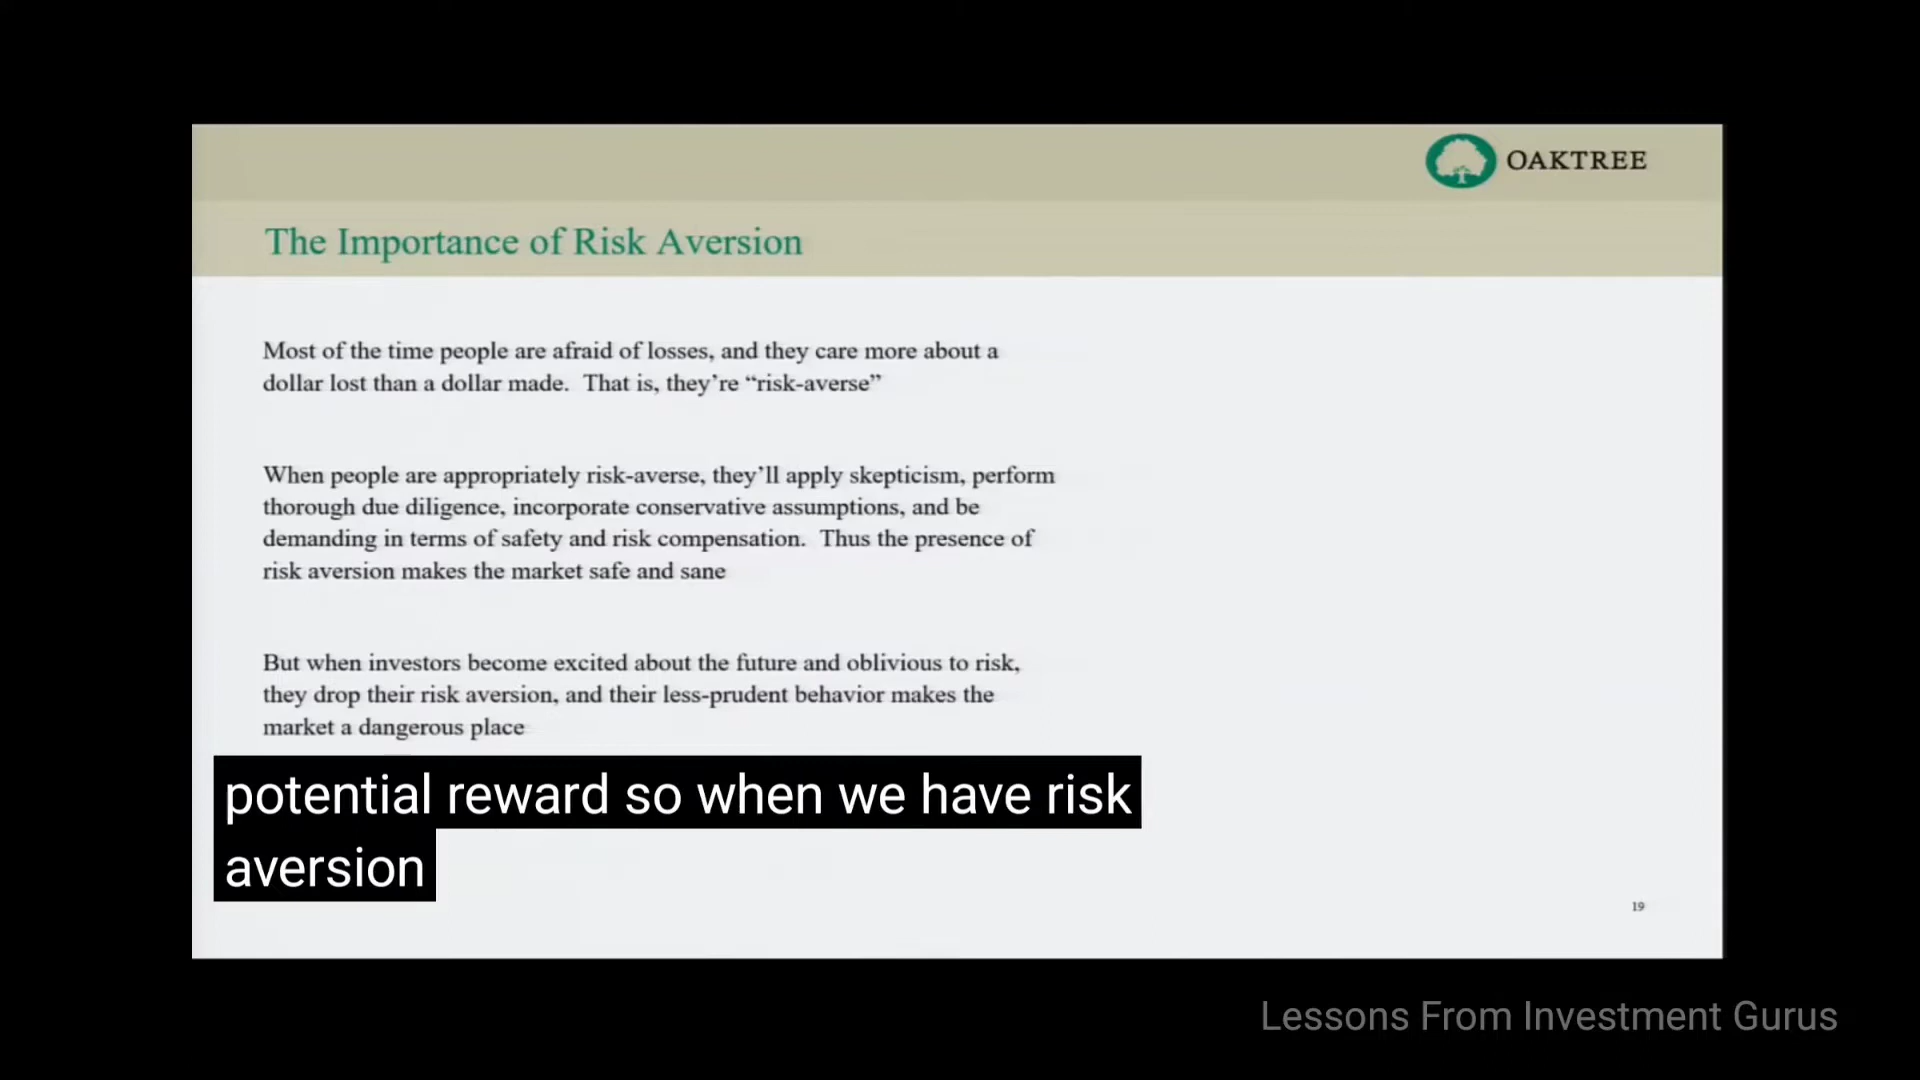 OAKTREE
The Importance of Risk Aversion
Most of the time people are afraid of losses, and they care more about a
dollar lost than a dollar made.  That is, they’re “risk-averse”
When people are appropriately risk-averse, they’ll apply skepticism, perform
thorough due diligence, incorporate conservative assumptions, and be
demanding in terms of safety and risk compensation.  Thus the presence of
risk aversion makes the market safe and sane
But when investors become excited about the future and oblivious to risk,
they drop their risk aversion, and their less-prudent behavior makes the
market a dangerous place
potential reward so when we have risk
aversion
19
Lessons From Investment Gurus